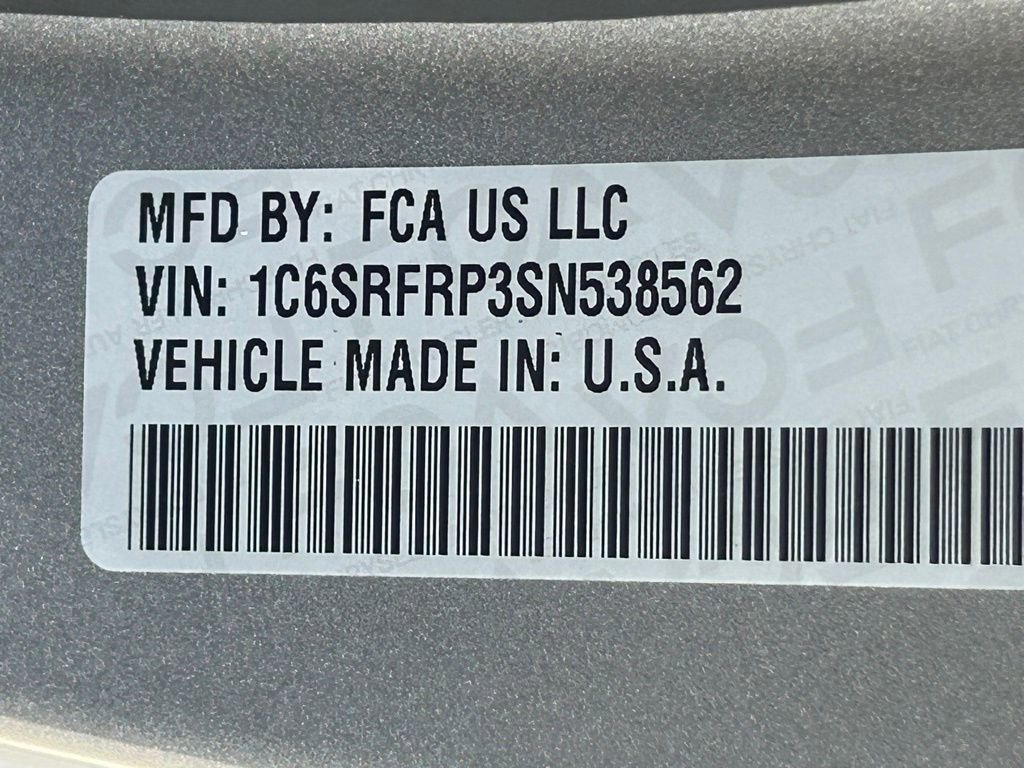 MFD BY: FCA US LLC
VIN: 1C6SRFRP3SN538562
VEHICLE MADE IN: U.S.A.